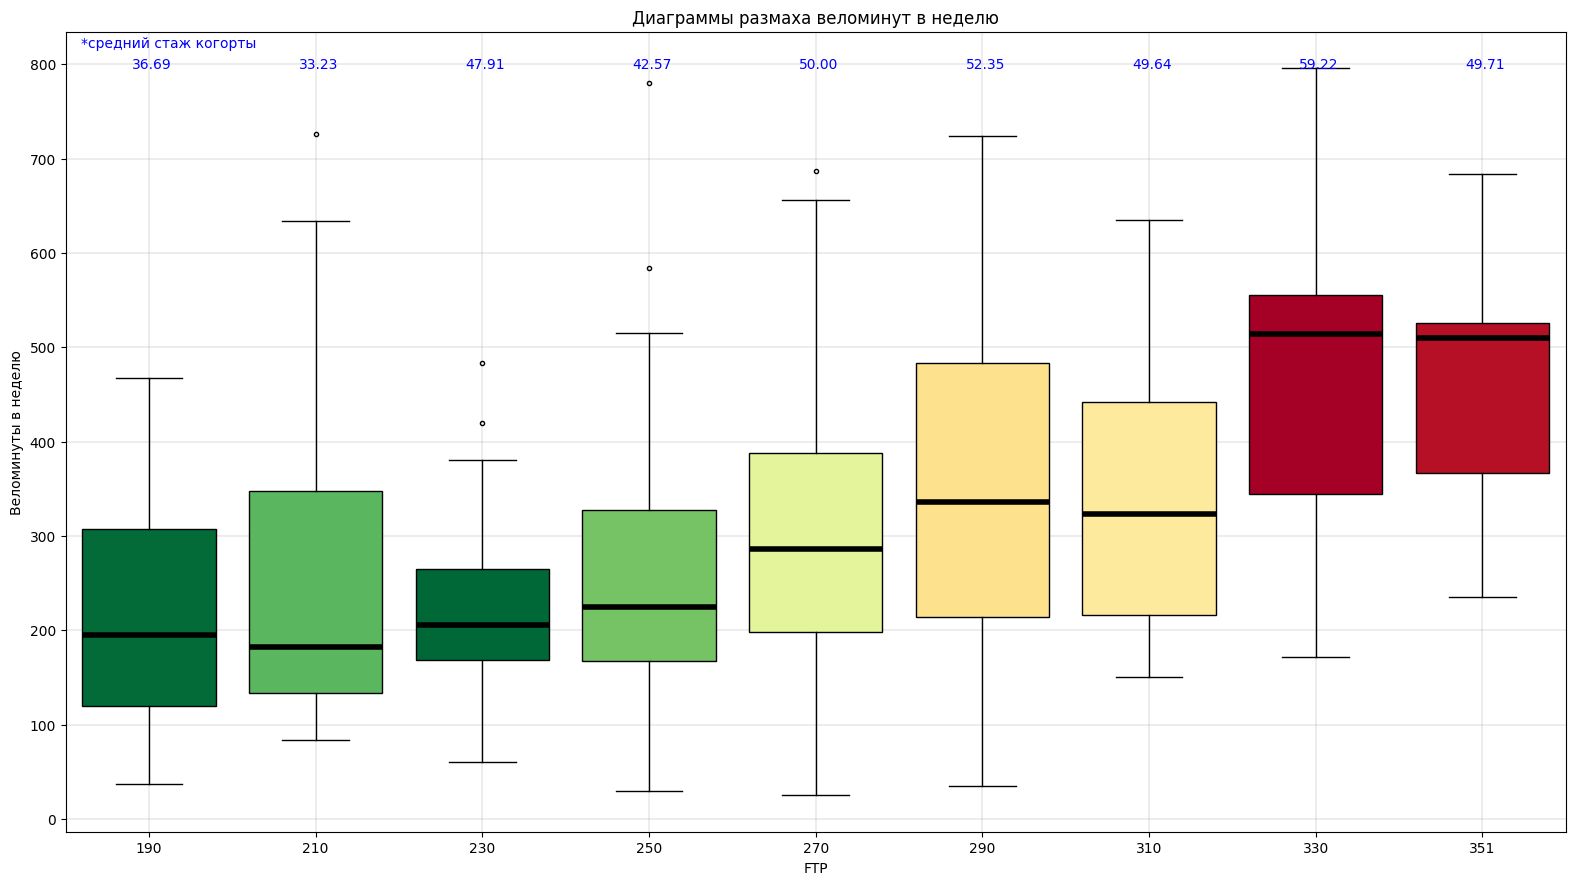 Диаграммы размаха веломинут в неделю
*средний стаж когорты
36.69 33.23 47.91 42.57 50.00 52.35 49.64 59.22 49.71
800
700
600
500
400
300
200
100
0
Веломинуты в неделю
190 210 230 250 270 290 310 330 351
FTP